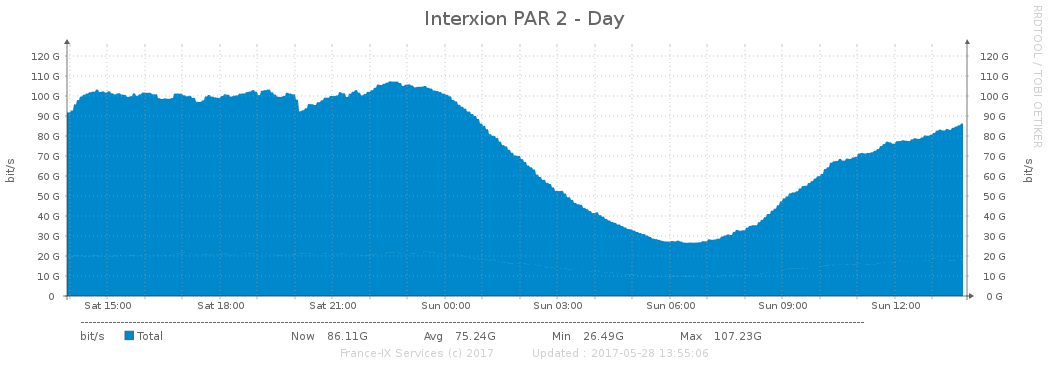 Interxion PAR 2 - Day
RRDTOOL / TOBI OETIKER
bit/s
120 G
110 G
100 G
90 G
80 G
70 G
60 G
50 G
40 G
30 G
20 G
10 G
0
120 G
110 G
100 G
90 G
80 G
70 G
60 G
50 G
40 G
30 G
20 G
10 G
0 G
bit/s
Sat 15:00 Sat 18:00 Sat 21:00 Sun 00:00 Sun 03:00 Sun 06:00 Sun 09:00 Sun 12:00
bit/s Total Now 86.11G Avg 75.24G Min 26.49G Max 107.23G
France-IX Services (c) 2017 Updated : 2017-05-28 13:55:06